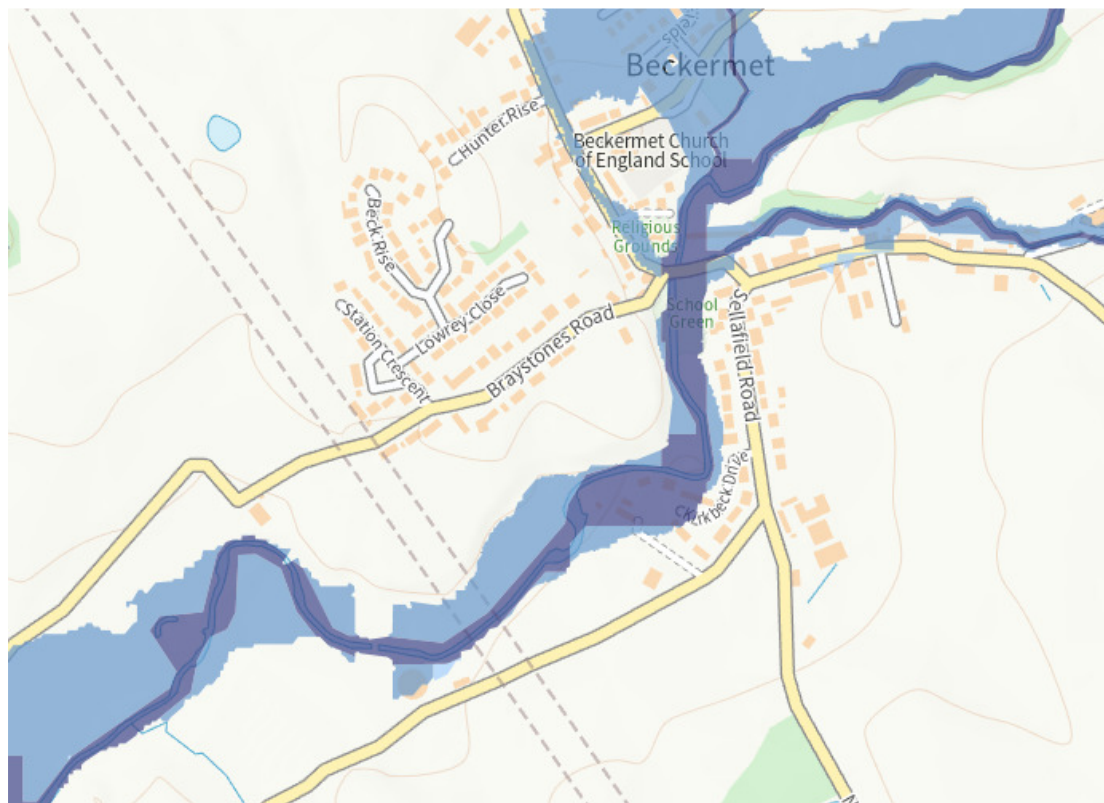 Beckermet
Hunter Rise
Beckermet Church
of England School
Beck Rise
Religious
Grounds
Station Crescent
Lowrey Close
School
Green
Sellafield Road
Braystones Road
Kirkbeck Drive